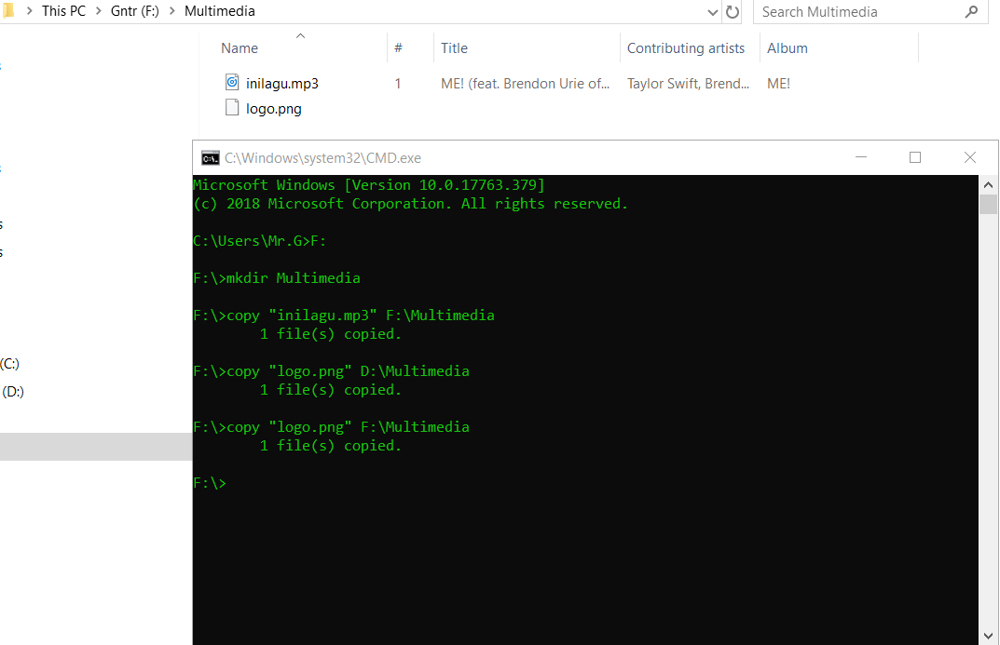 This PC > Gntr (F:) > Multimedia
Search Multimedia
Name # Title Contributing artists Album
inilagu.mp3 1 ME! (feat. Brendon Urie of... Taylor Swift, Brend... ME!
logo.png
C:\Windows\system32\CMD.exe
Microsoft Windows [Version 10.0.17763.379]
(c) 2018 Microsoft Corporation. All rights reserved.
C:\Users\Mr.G>F:
F:\>mkdir Multimedia
F:\>copy "inilagu.mp3" F:\Multimedia
1 file(s) copied.
(C:)
F:\>copy "logo.png" D:\Multimedia
1 file(s) copied.
(D:)
F:\>copy "logo.png" F:\Multimedia
1 file(s) copied.
F:\>